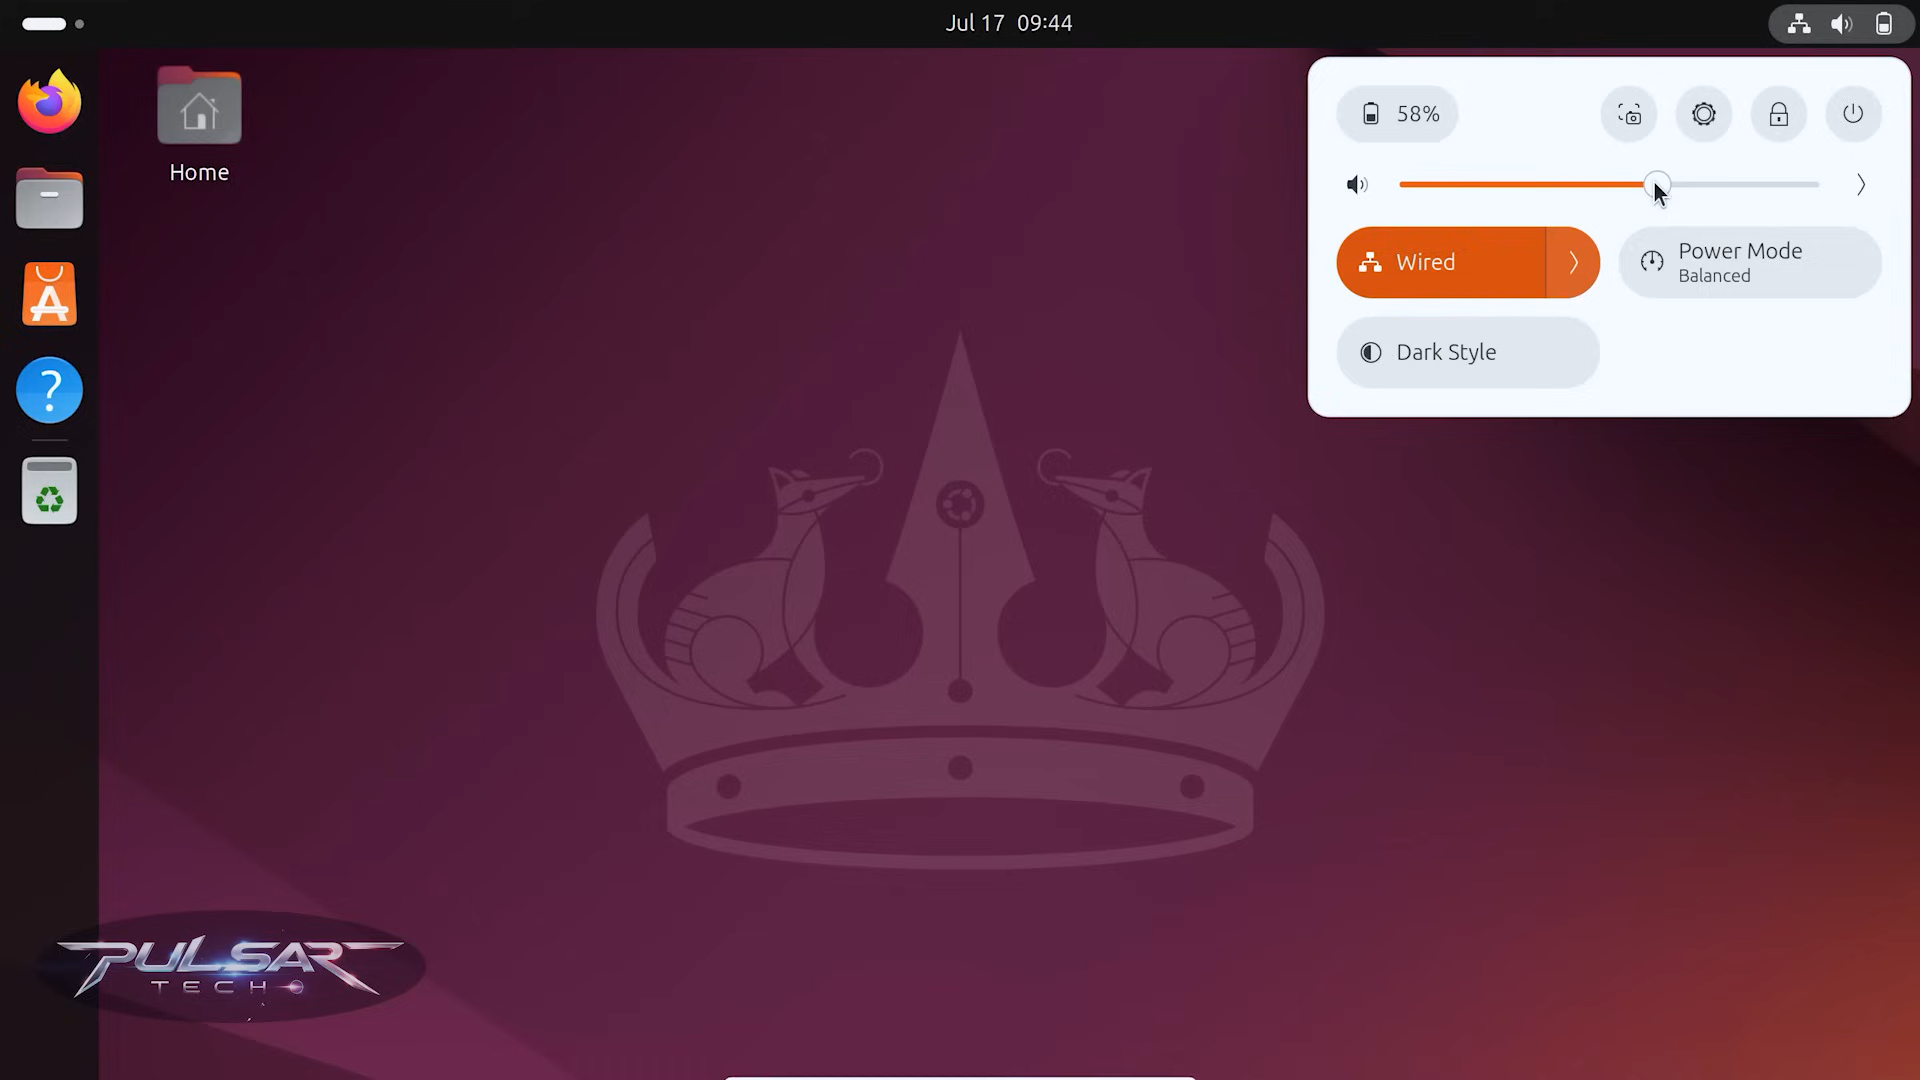 Jul 17 09:44
58%
Home
Wired
Power Mode
Balanced
Dark Style
PULSAR
TECH